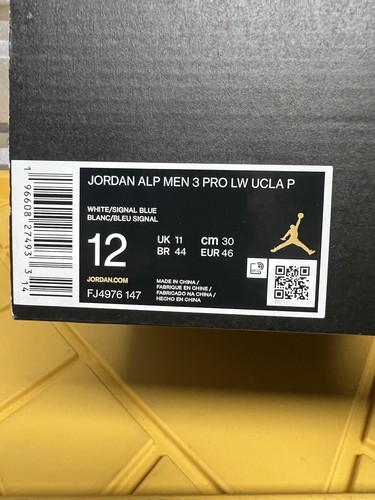 JORDAN ALP MEN 3 PRO LW UCLA P
WHITE/SIGNAL BLUE
BLANC/BLEU SIGNAL
12
UK 11
cm 30
BR 44
EUR 46
JORDAN.COM
FJ4976 147
MADE IN CHINA /
FABRIQUE EN CHINE /
FABRICADO NA CHINA /
HECHO EN CHINA
1 96608 27493 3 14